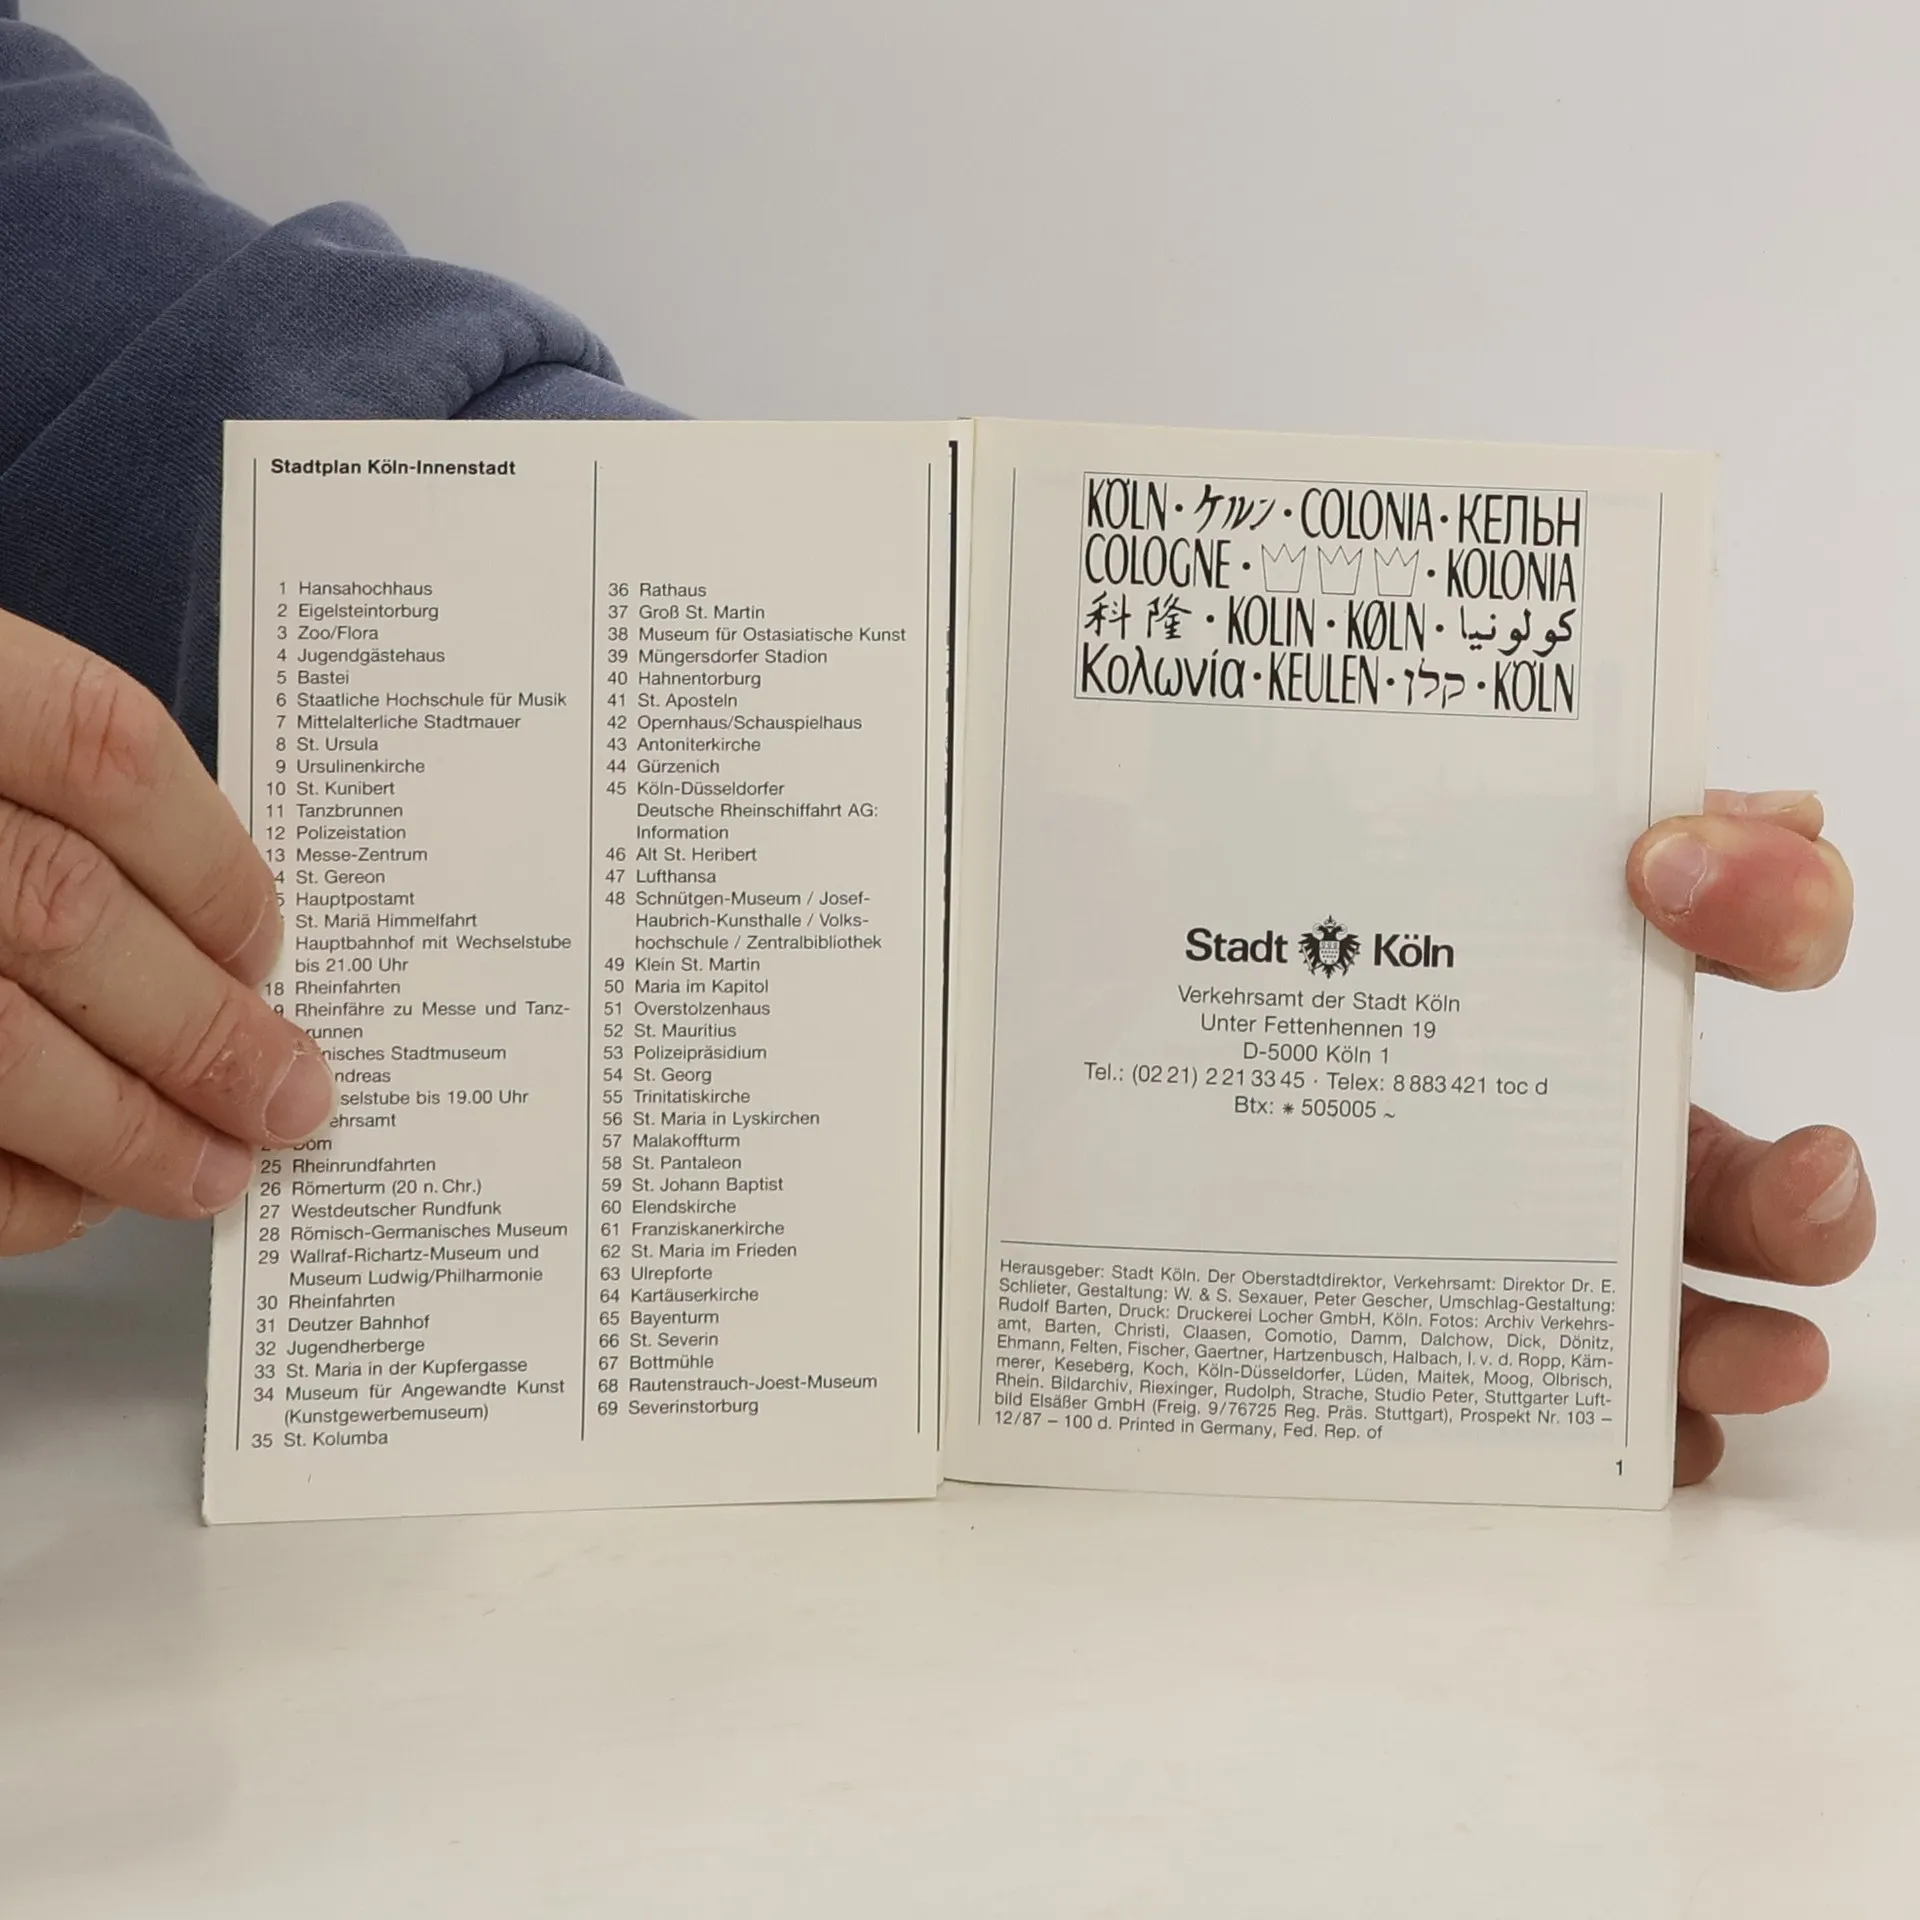 Stadtplan Köln-Innenstadt
1 Hansahochhaus
2 Eigelsteintorburg
3 Zoo/Flora
4 Jugendgästehaus
5 Bastei
6 Staatliche Hochschule für Musik
7 Mittelalterliche Stadtmauer
8 St. Ursula
9 Ursulinenkirche
10 St. Kunibert
11 Tanzbrunnen
12 Polizeistation
13 Messe-Zentrum
4 St. Gereon
5 Hauptpostamt
St. Mariä Himmelfahrt
Hauptbahnhof mit Wechselstube
bis 21.00 Uhr
18 Rheinfahrten
9 Rheinfähre zu Messe und Tanz-
runnen
nisches Stadtmuseum
ndreas
selstube bis 19.00 Uhr
ehrsamt
Dom
25 Rheinrundfahrten
26 Römerturm (20 n. Chr.)
27 Westdeutscher Rundfunk
28 Römisch-Germanisches Museum
29 Wallraf-Richartz-Museum und
Museum Ludwig/Philharmonie
30 Rheinfahrten
31 Deutzer Bahnhof
32 Jugendherberge
33 St. Maria in der Kupfergasse
34 Museum für Angewandte Kunst
(Kunstgewerbemuseum)
35 St. Kolumba
36 Rathaus
37 Groß St. Martin
38 Museum für Ostasiatische Kunst
39 Müngersdorfer Stadion
40 Hahnentorburg
41 St. Aposteln
42 Opernhaus/Schauspielhaus
43 Antoniterkirche
44 Gürzenich
45 Köln-Düsseldorfer
Deutsche Rheinschiffahrt AG:
Information
46 Alt St. Heribert
47 Lufthansa
48 Schnütgen-Museum / Josef-
Haubrich-Kunsthalle / Volks-
hochschule / Zentralbibliothek
49 Klein St. Martin
50 Maria im Kapitol
51 Overstolzenhaus
52 St. Mauritius
53 Polizeipräsidium
54 St. Georg
55 Trinitatiskirche
56 St. Maria in Lyskirchen
57 Malakoffturm
58 St. Pantaleon
59 St. Johann Baptist
60 Elendskirche
61 Franziskanerkirche
62 St. Maria im Frieden
63 Ulrepforte
64 Kartäuserkirche
65 Bayenturm
66 St. Severin
67 Bottmühle
68 Rautenstrauch-Joest-Museum
69 Severinstorburg
KÖLN · ケルン · COLONIA · КЕПЬН
COLOGNE · · KOLONIA
科隆 · KOLIN · KØLN · كولونيا
Κολωνία · KEULEN · קלן · KÖLN
Stadt Köln
Verkehrsamt der Stadt Köln
Unter Fettenhennen 19
D-5000 Köln 1
Tel.: (02 21) 2 21 33 45 · Telex: 8 883 421 toc d
Btx: * 505005 ~
Herausgeber: Stadt Köln. Der Oberstadtdirektor, Verkehrsamt: Direktor Dr. E.
Schlieter, Gestaltung: W. & S. Sexauer, Peter Gescher, Umschlag-Gestaltung:
Rudolf Barten, Druck: Druckerei Locher GmbH, Köln. Fotos: Archiv Verkehrs-
amt, Barten, Christi, Claasen, Comotio, Damm, Dalchow, Dick, Dönitz,
Ehmann, Felten, Fischer, Gaertner, Hartzenbusch, Halbach, I. v. d. Ropp, Käm-
merer, Keseberg, Koch, Köln-Düsseldorfer, Lüden, Maitek, Moog, Olbrisch,
Rhein. Bildarchiv, Riexinger, Rudolph, Strache, Studio Peter, Stuttgarter Luft-
bild Elsäßer GmbH (Freig. 9/76725 Reg. Präs. Stuttgart), Prospekt Nr. 103 –
12/87 – 100 d. Printed in Germany, Fed. Rep. of
1